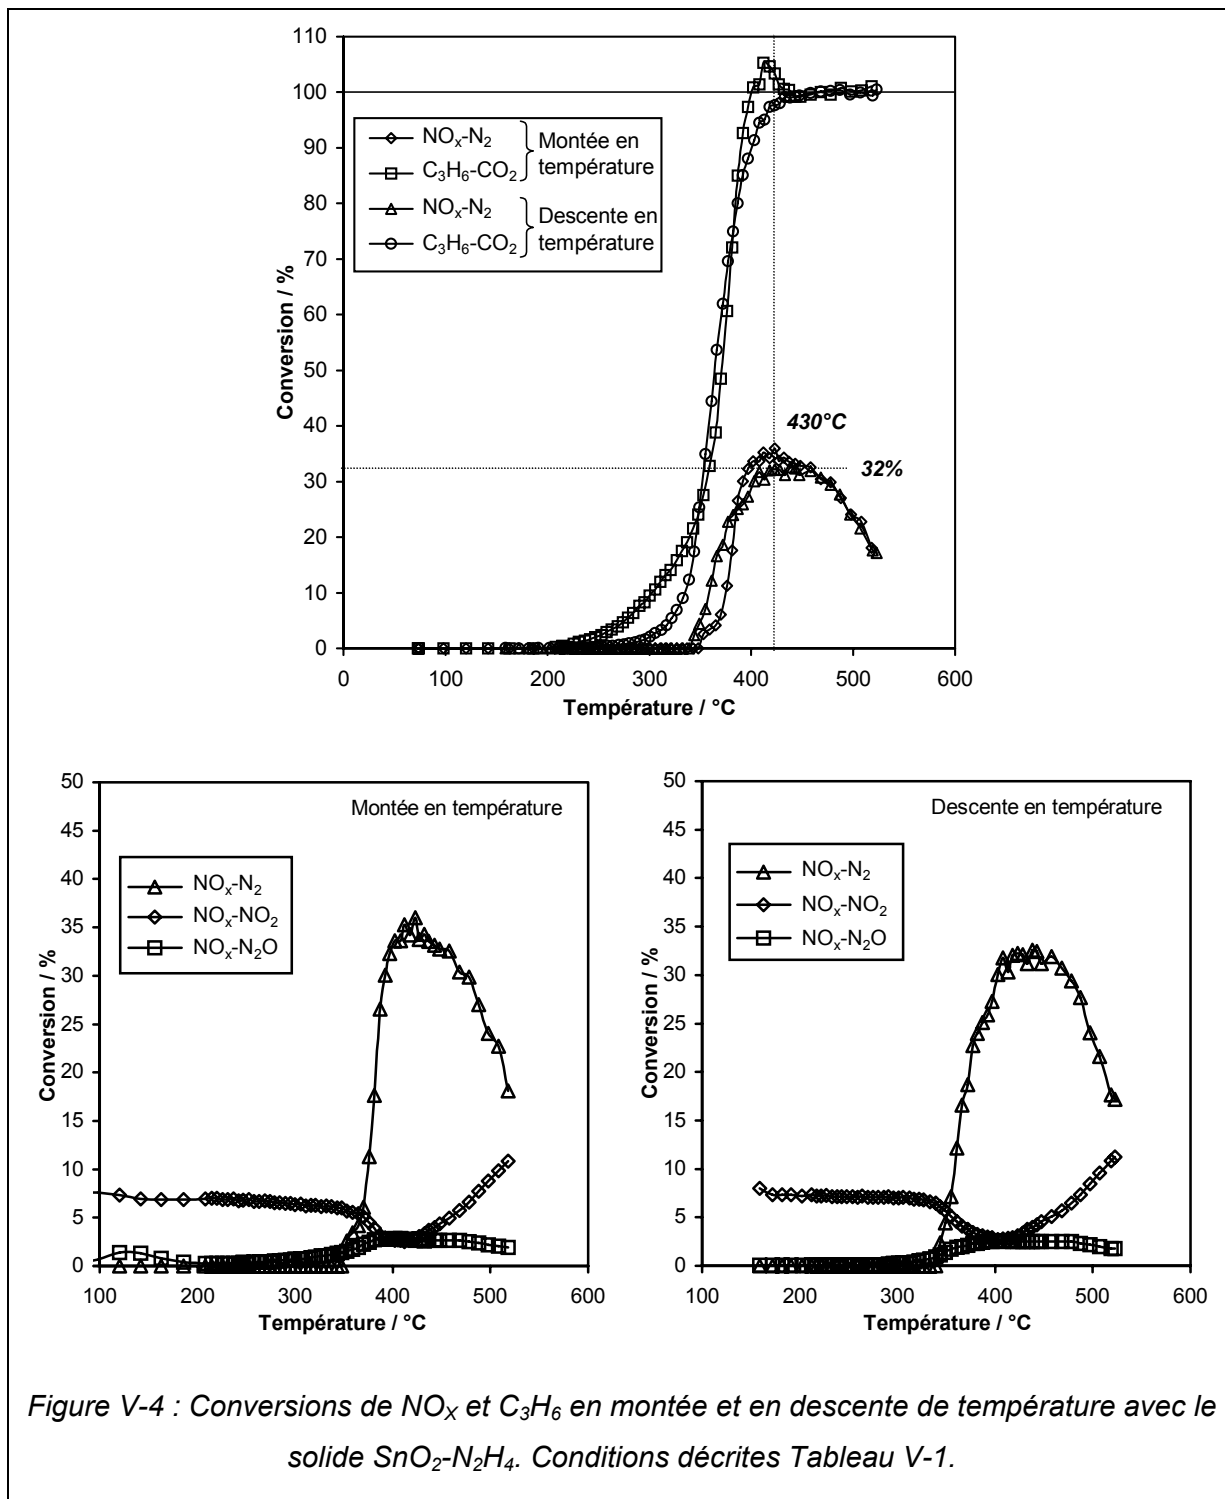 110
100
90
80
70
60
50
40
30
20
10
0
Conversion / %
NOx-N2
C3H6-CO2
Montée en
température
NOx-N2
C3H6-CO2
Descente en
température
430°C
32%
0 100 200 300 400 500 600
Température / °C
50
45
40
35
30
25
20
15
10
5
0
Conversion / %
Montée en température
NOx-N2
NOx-NO2
NOx-N2O
100 200 300 400 500 600
Température / °C
50
45
40
35
30
25
20
15
10
5
0
Conversion / %
Descente en température
NOx-N2
NOx-NO2
NOx-N2O
100 200 300 400 500 600
Température / °C
Figure V-4 : Conversions de NOX et C3H6 en montée et en descente de température avec le
solide SnO2-N2H4. Conditions décrites Tableau V-1.